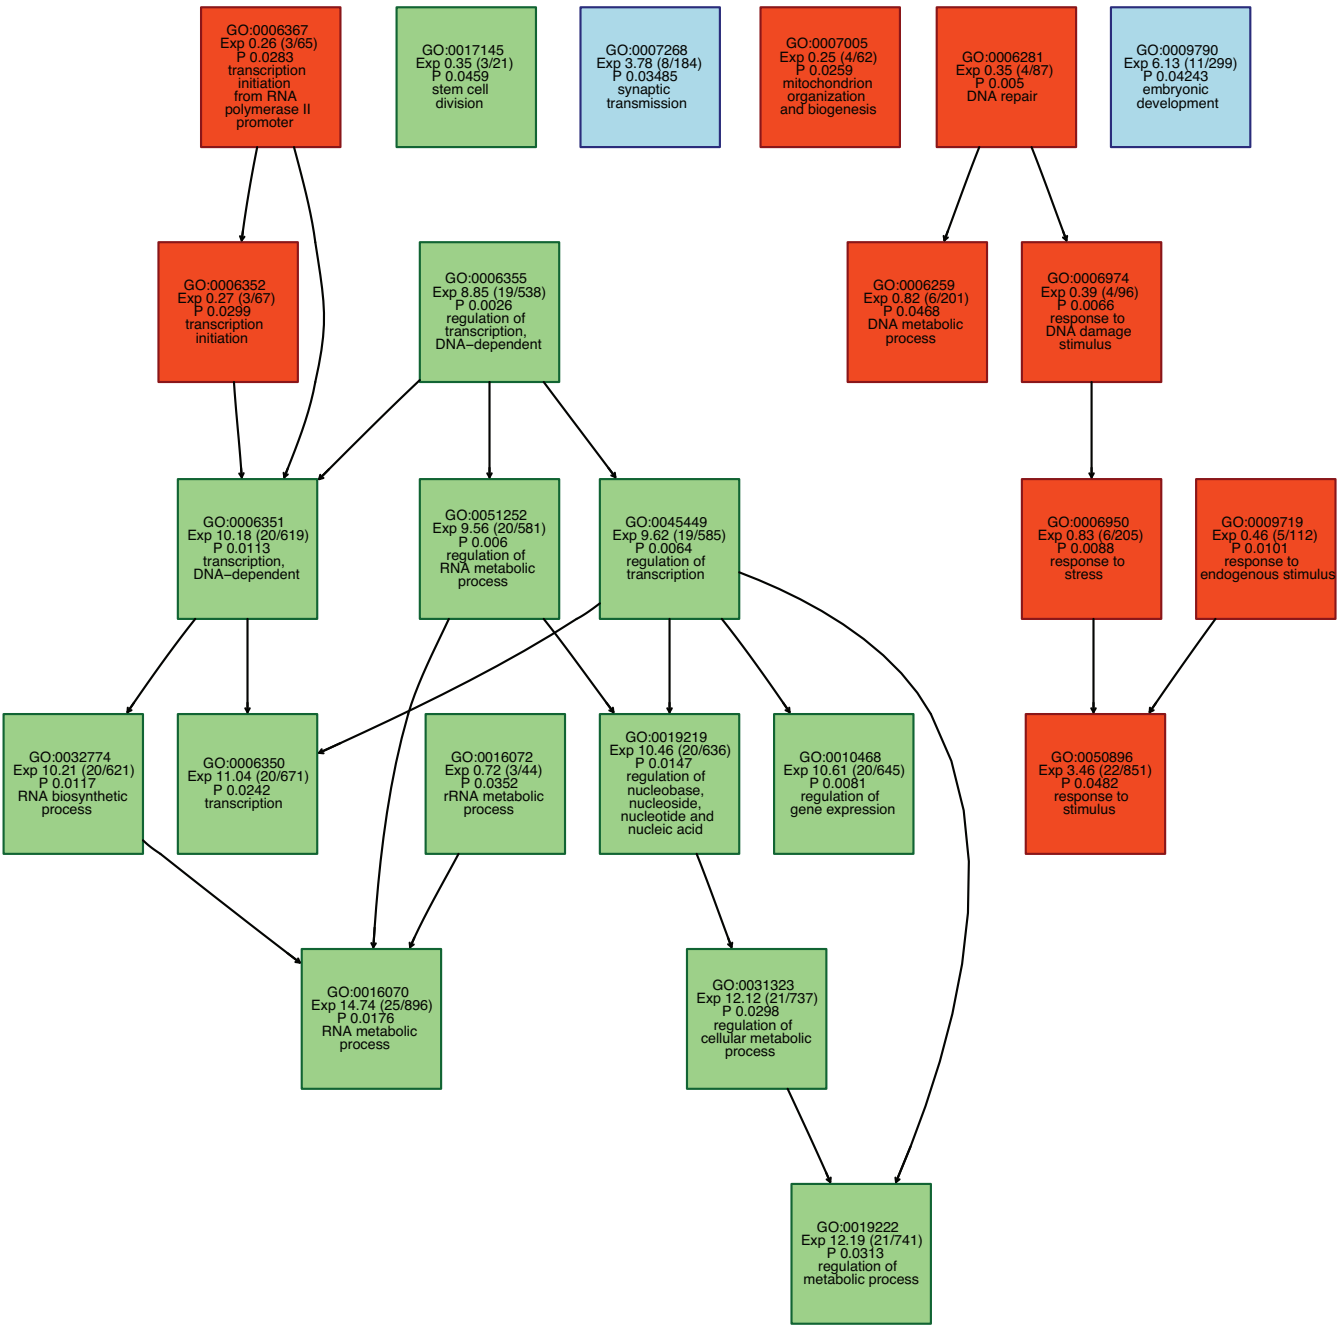 GO:0006367
Exp 0.26 (3/65)
P 0.0283
transcription
initiation
from RNA
polymerase II
promoter
GO:0017145
Exp 0.35 (3/21)
P 0.0459
stem cell
division
GO:0007268
Exp 3.78 (8/184)
P 0.03485
synaptic
transmission
GO:0007005
Exp 0.25 (4/62)
P 0.0259
mitochondrion
organization
and biogenesis
GO:0006281
Exp 0.35 (4/87)
P 0.005
DNA repair
GO:0009790
Exp 6.13 (11/299)
P 0.04243
embryonic
development
GO:0006352
Exp 0.27 (3/67)
P 0.0299
transcription
initiation
GO:0006355
Exp 8.85 (19/538)
P 0.0026
regulation of
transcription,
DNA−dependent
GO:0006259
Exp 0.82 (6/201)
P 0.0468
DNA metabolic
process
GO:0006974
Exp 0.39 (4/96)
P 0.0066
response to
DNA damage
stimulus
GO:0006351
Exp 10.18 (20/619)
P 0.0113
transcription,
DNA−dependent
GO:0051252
Exp 9.56 (20/581)
P 0.006
regulation of
RNA metabolic
process
GO:0045449
Exp 9.62 (19/585)
P 0.0064
regulation of
transcription
GO:0006950
Exp 0.83 (6/205)
P 0.0088
response to
stress
GO:0009719
Exp 0.46 (5/112)
P 0.0101
response to
endogenous stimulus
GO:0032774
Exp 10.21 (20/621)
P 0.0117
RNA biosynthetic
process
GO:0006350
Exp 11.04 (20/671)
P 0.0242
transcription
GO:0016072
Exp 0.72 (3/44)
P 0.0352
rRNA metabolic
process
GO:0019219
Exp 10.46 (20/636)
P 0.0147
regulation of
nucleobase,
nucleoside,
nucleotide and
nucleic acid
GO:0010468
Exp 10.61 (20/645)
P 0.0081
regulation of
gene expression
GO:0050896
Exp 3.46 (22/851)
P 0.0482
response to
stimulus
GO:0016070
Exp 14.74 (25/896)
P 0.0176
RNA metabolic
process
GO:0031323
Exp 12.12 (21/737)
P 0.0298
regulation of
cellular metabolic
process
GO:0019222
Exp 12.19 (21/741)
P 0.0313
regulation of
metabolic process